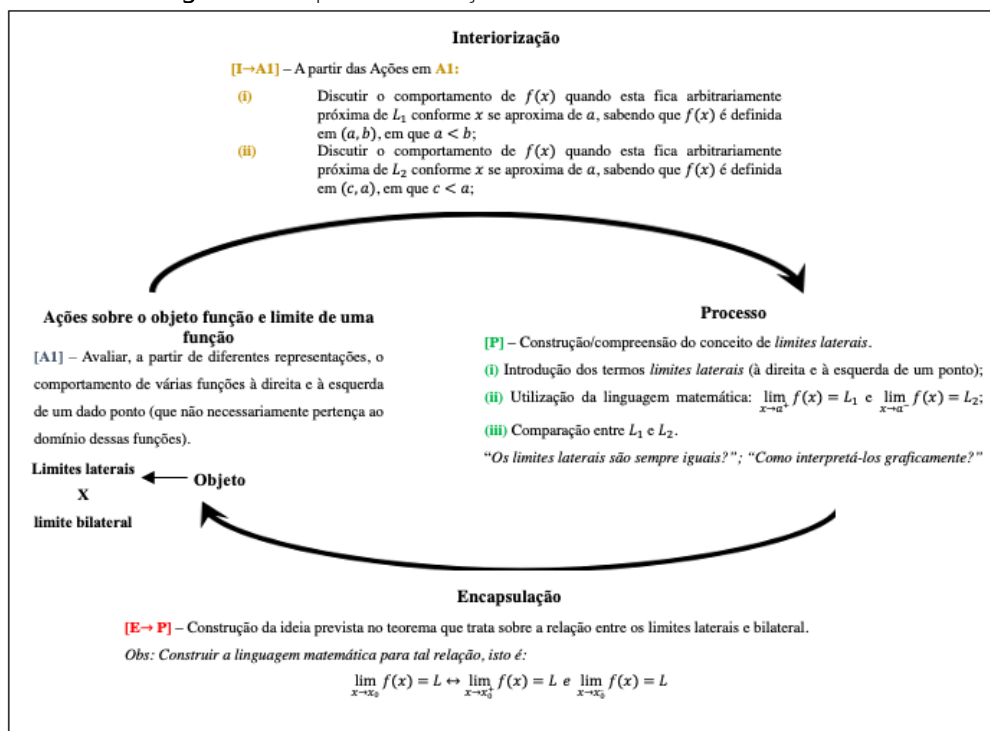 Interiorização
[I→A1] – A partir das Ações em A1:
(i) Discutir o comportamento de f(x) quando esta fica arbitrariamente
próxima de L₁ conforme x se aproxima de a, sabendo que f(x) é definida
em (a, b), em que a < b;
(ii) Discutir o comportamento de f(x) quando esta fica arbitrariamente
próxima de L₂ conforme x se aproxima de a, sabendo que f(x) é definida
em (c, a), em que c < a;
Ações sobre o objeto função e limite de uma
função
[A1] – Avaliar, a partir de diferentes representações, o
comportamento de várias funções à direita e à esquerda
de um dado ponto (que não necessariamente pertença ao
domínio dessas funções).
Limites laterais
X
limite bilateral
Objeto
Processo
[P] – Construção/compreensão do conceito de limites laterais.
(i) Introdução dos termos limites laterais (à direita e à esquerda de um ponto);
(ii) Utilização da linguagem matemática: lim x→a⁺ f(x) = L₁ e lim x→a⁻ f(x) = L₂;
(iii) Comparação entre L₁ e L₂.
“Os limites laterais são sempre iguais?”; “Como interpretá-los graficamente?”
Encapsulação
[E→ P] – Construção da ideia prevista no teorema que trata sobre a relação entre os limites laterais e bilateral.
Obs: Construir a linguagem matemática para tal relação, isto é:
lim x→x₀ f(x) = L ↔ lim x→x₀⁺ f(x) = L e lim x→x₀⁻ f(x) = L